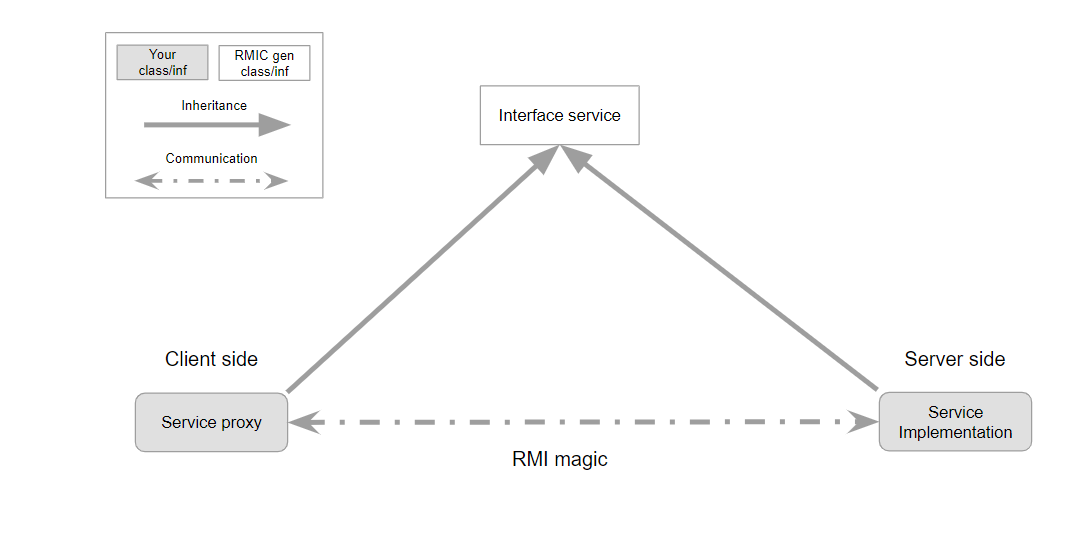 Your
class/inf
RMIC gen
class/inf
Inheritance
Communication
Interface service
Client side
Server side
Service proxy
Service
Implementation
RMI magic